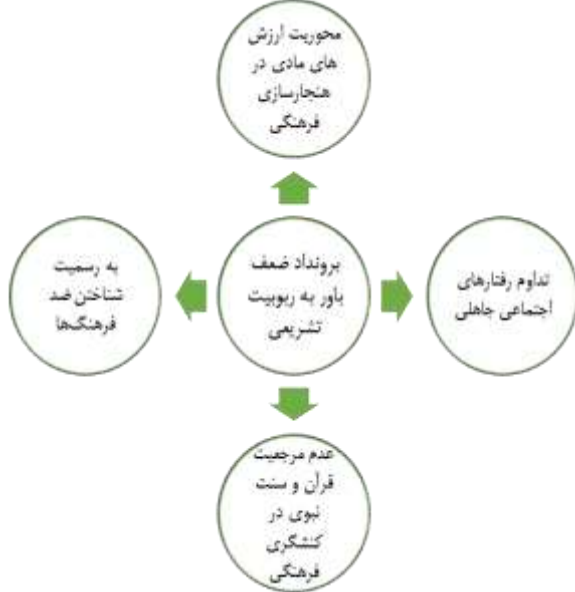 محوریت ارزش
های مادی در
هنجارسازی
فرهنگی
تداوم رفتارهای
اجتماعی جاهلی
برونداد ضعف
باور به ربوبیت
تشریعی
به رسمیت
شناختن ضد
فرهنگ‌ها
عدم مرجعیت
قرآن و سنت
نبوی در
کنشگری
فرهنگی